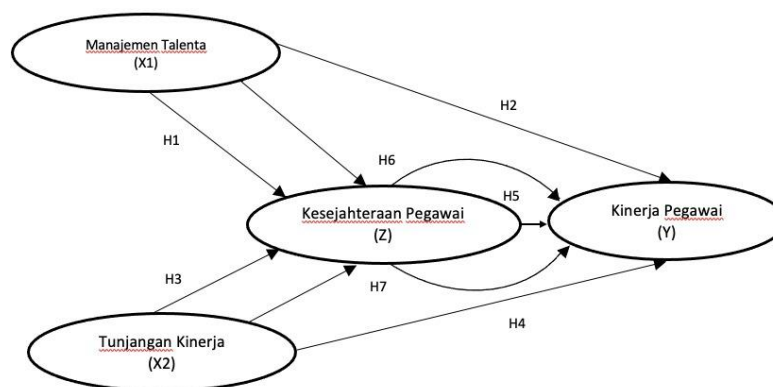 Manajemen Talenta
(X1)
H2
H1
H6
Kesejahteraan Pegawai
(Z)
H5
Kinerja Pegawai
(Y)
H3
H7
H4
Tunjangan Kinerja
(X2)